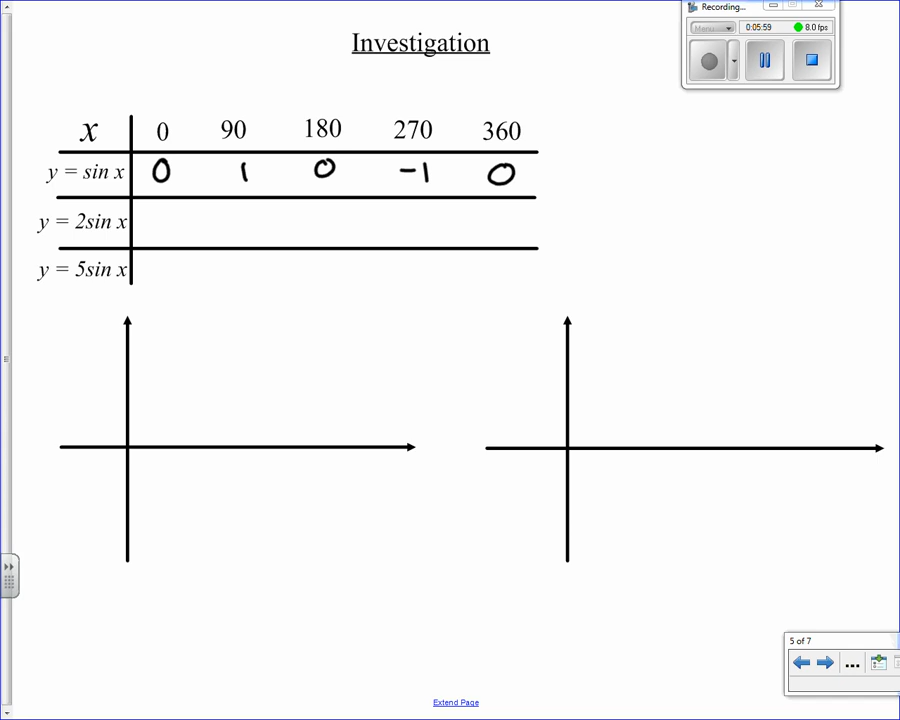 Recording...
Menu
0:05:59
8.0 fps
Investigation
x 0 90 180 270 360
y = sin x 0 1 0 -1 0
y = 2sin x
y = 5sin x
5 of 7
...
Extend Page